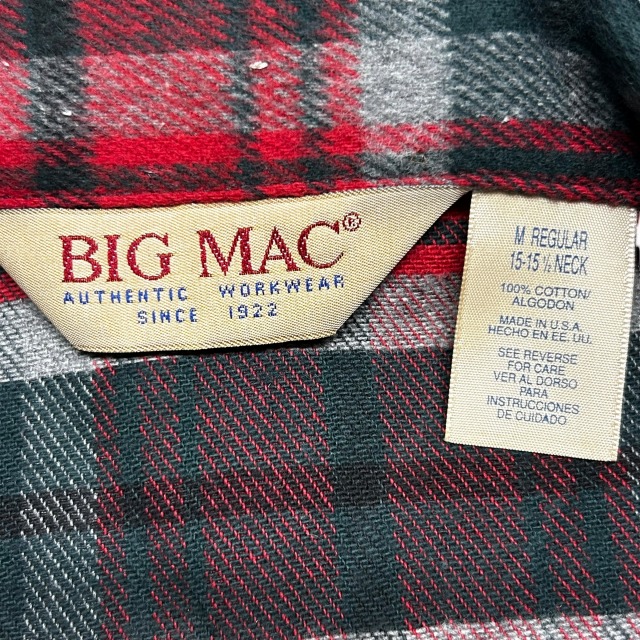 BIG MAC®
AUTHENTIC WORKWEAR
SINCE 1922
M REGULAR
15-15 ½ NECK
100% COTTON/
ALGODON
MADE IN U.S.A.
HECHO EN EE. UU.
SEE REVERSE
FOR CARE
VER AL DORSO
PARA
INSTRUCCIONES
DE CUIDADO